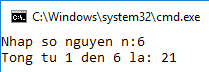 C:\Windows\system32\cmd.exe
Nhap so nguyen n:6
Tong tu 1 den 6 la: 21